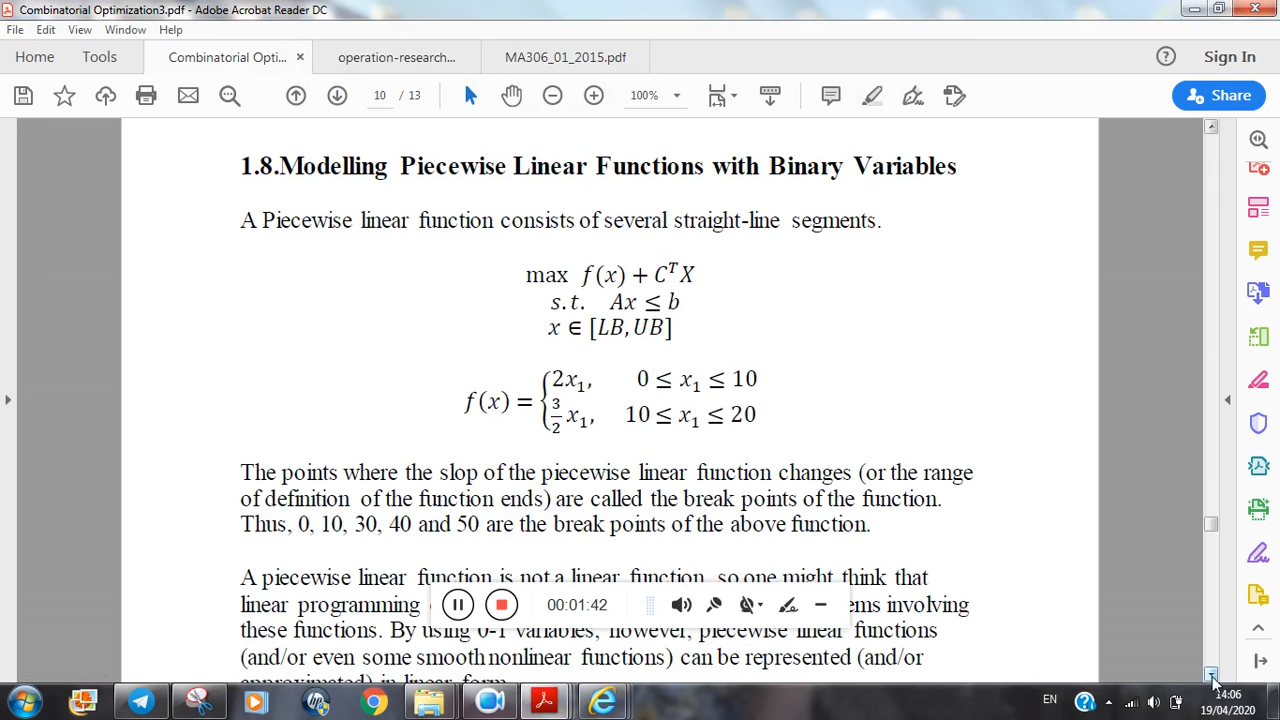 Combinatorial Optimization3.pdf - Adobe Acrobat Reader DC
File Edit View Window Help
Home Tools Combinatorial Opti... × operation-research... MA306_01_2015.pdf ? Sign In
10 / 13 100% Share
1.8.Modelling Piecewise Linear Functions with Binary Variables
A Piecewise linear function consists of several straight-line segments.
max f(x) + CᵀX
s.t. Ax ≤ b
x ∈ [LB, UB]
2x₁, 0 ≤ x₁ ≤ 10
f(x) = {
3/2 x₁, 10 ≤ x₁ ≤ 20
The points where the slop of the piecewise linear function changes (or the range
of definition of the function ends) are called the break points of the function.
Thus, 0, 10, 30, 40 and 50 are the break points of the above function.
A piecewise linear function is not a linear function, so one might think that
linear programming
00:01:42
involving
these functions. By using 0-1 variables, however, piecewise linear functions
(and/or even some smooth nonlinear functions) can be represented (and/or
approximated) in linear form
EN 14:06
19/04/2020